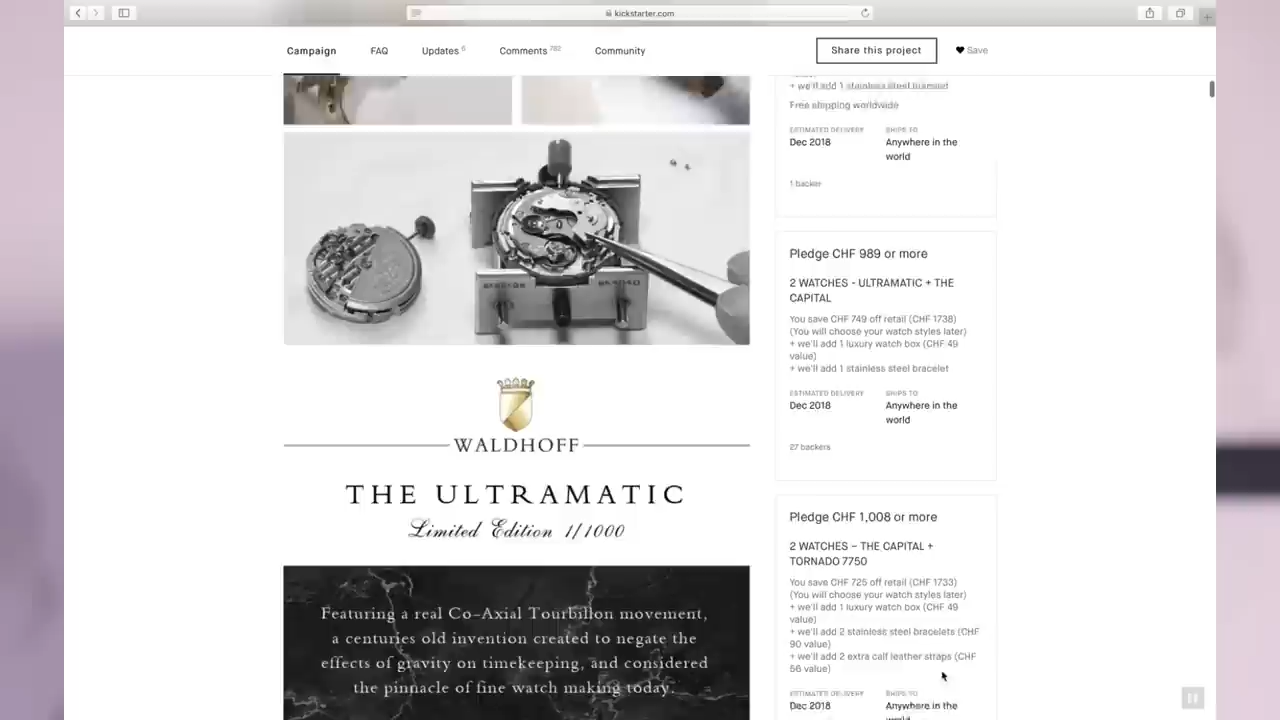 kickstarter.com
Campaign
FAQ
Updates 6
Comments 782
Community
Share this project
Save
+ we'll add 1 stainless steel
Free shipping worldwide
ESTIMATED DELIVERY
SHIPS TO
Dec 2018
Anywhere in the
world
1 backer
WALDHOFF
THE ULTRAMATIC
Limited Edition 1/1000
Featuring a real Co-Axial Tourbillon movement,
a centuries old invention created to negate the
effects of gravity on timekeeping, and considered
the pinnacle of fine watch making today.
Pledge CHF 989 or more
2 WATCHES - ULTRAMATIC + THE
CAPITAL
You save CHF 749 off retail (CHF 1738)
(You will choose your watch styles later)
+ we'll add 1 luxury watch box (CHF 49
value)
+ we'll add 1 stainless steel bracelet
ESTIMATED DELIVERY
SHIPS TO
Dec 2018
Anywhere in the
world
27 backers
Pledge CHF 1,008 or more
2 WATCHES – THE CAPITAL +
TORNADO 7750
You save CHF 725 off retail (CHF 1733)
(You will choose your watch styles later)
+ we'll add 1 luxury watch box (CHF 49
value)
+ we'll add 2 stainless steel bracelets (CHF
90 value)
+ we'll add 2 extra calf leather straps (CHF
56 value)
ESTIMATED DELIVERY
SHIPS TO
Dec 2018
Anywhere in the